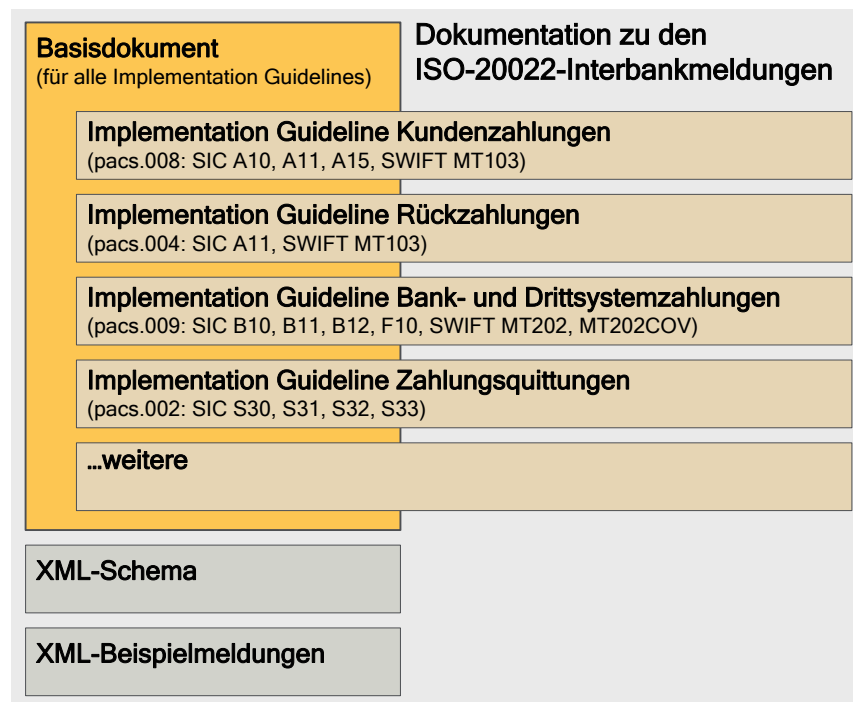 Basisdokument
(für alle Implementation Guidelines)
Dokumentation zu den
ISO-20022-Interbankmeldungen
Implementation Guideline Kundenzahlungen
(pacs.008: SIC A10, A11, A15, SWIFT MT103)
Implementation Guideline Rückzahlungen
(pacs.004: SIC A11, SWIFT MT103)
Implementation Guideline Bank- und Drittsystemzahlungen
(pacs.009: SIC B10, B11, B12, F10, SWIFT MT202, MT202COV)
Implementation Guideline Zahlungsquittungen
(pacs.002: SIC S30, S31, S32, S33)
...weitere
XML-Schema
XML-Beispielmeldungen